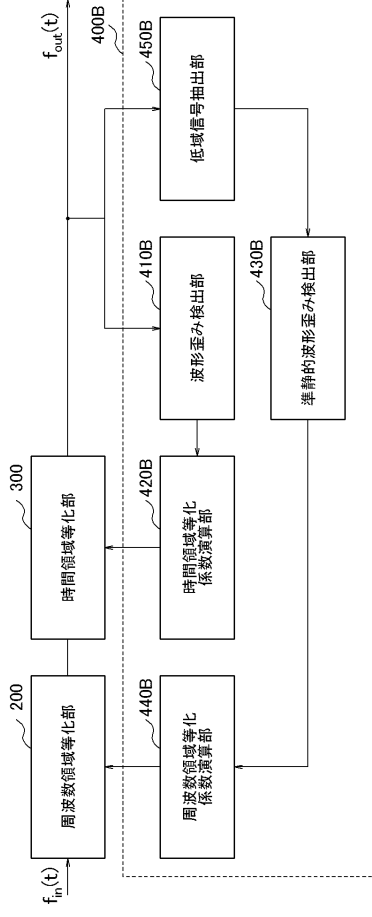 f_in(t)
200
周波数領域等化部
300
時間領域等化部
f_out(t)
400B
440B
周波数領域等化
係数演算部
420B
時間領域等化
係数演算部
410B
波形歪み検出部
450B
低域信号抽出部
430B
準静的波形歪み検出部